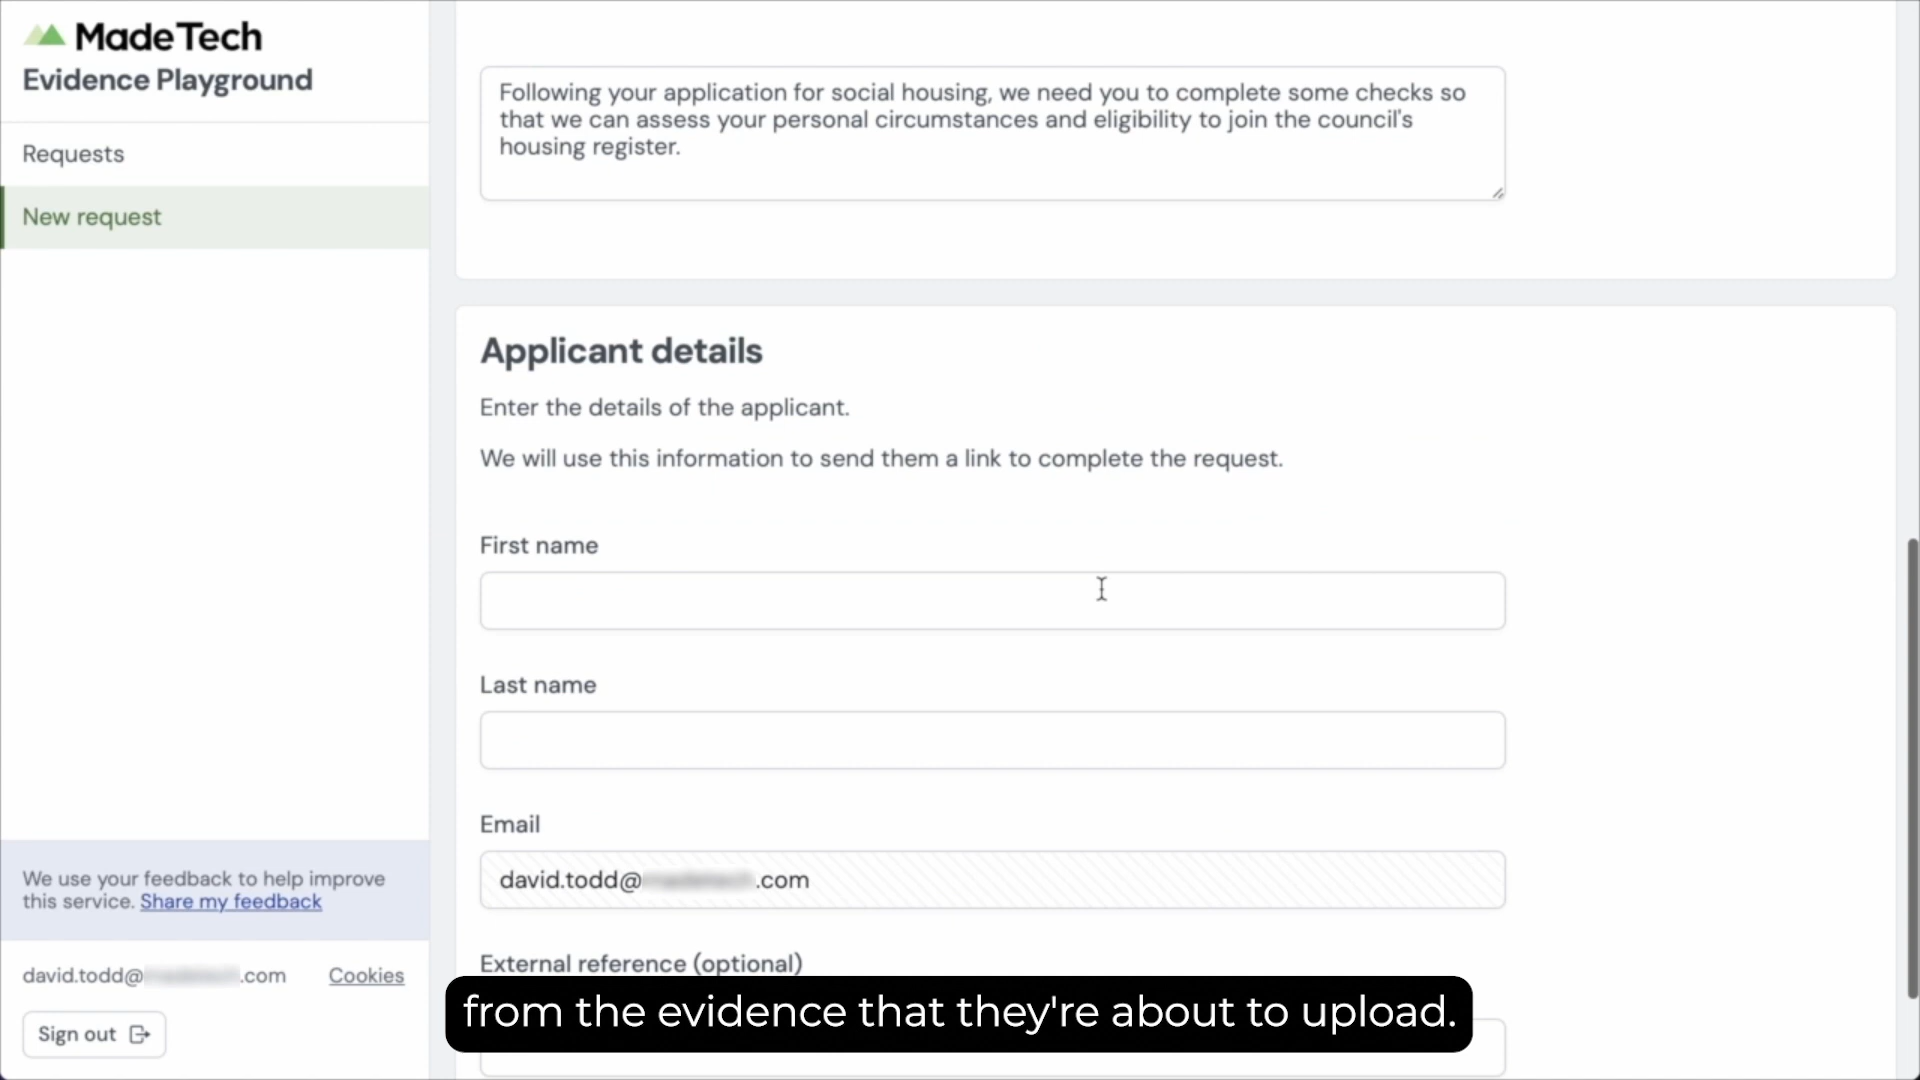 MadeTech
Evidence Playground
Requests
New request
We use your feedback to help improve
this service. Share my feedback
david.todd@ .com
Cookies
Sign out
Following your application for social housing, we need you to complete some checks so
that we can assess your personal circumstances and eligibility to join the council's
housing register.
Applicant details
Enter the details of the applicant.
We will use this information to send them a link to complete the request.
First name
Last name
Email
david.todd@ .com
External reference (optional)
from the evidence that they're about to upload.